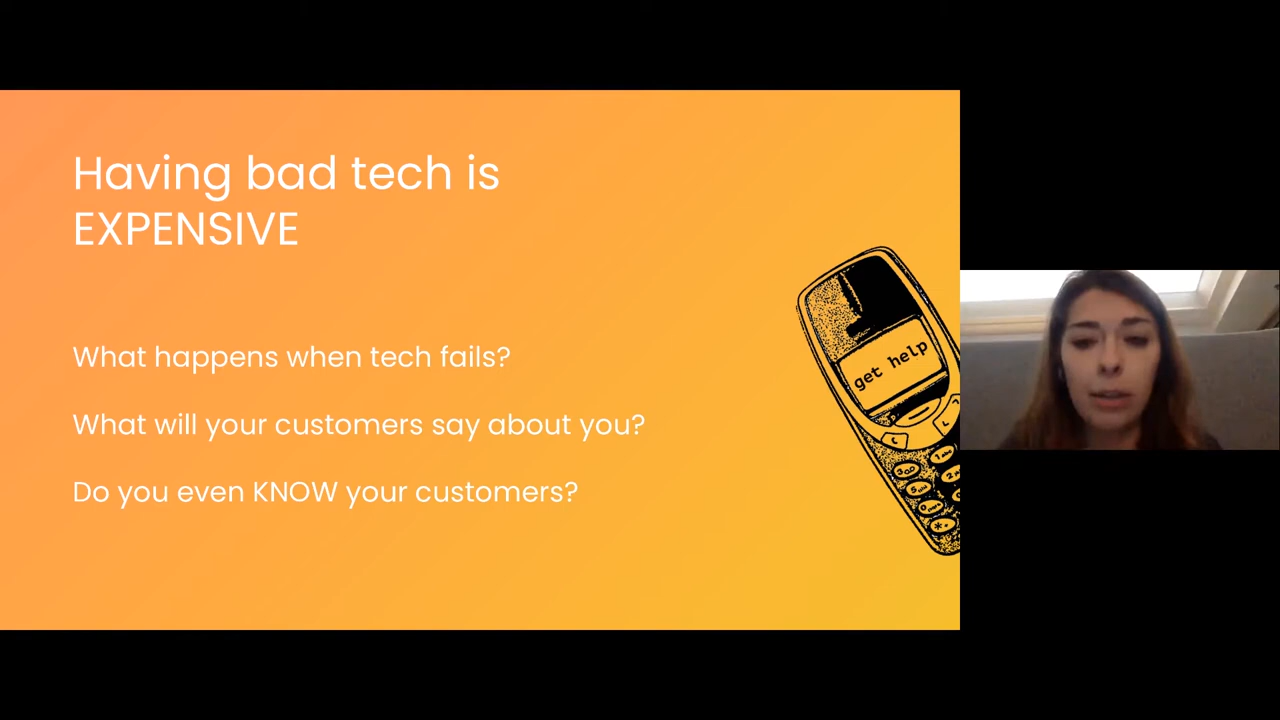 Having bad tech is
EXPENSIVE
What happens when tech fails?
What will your customers say about you?
Do you even KNOW your customers?
get help